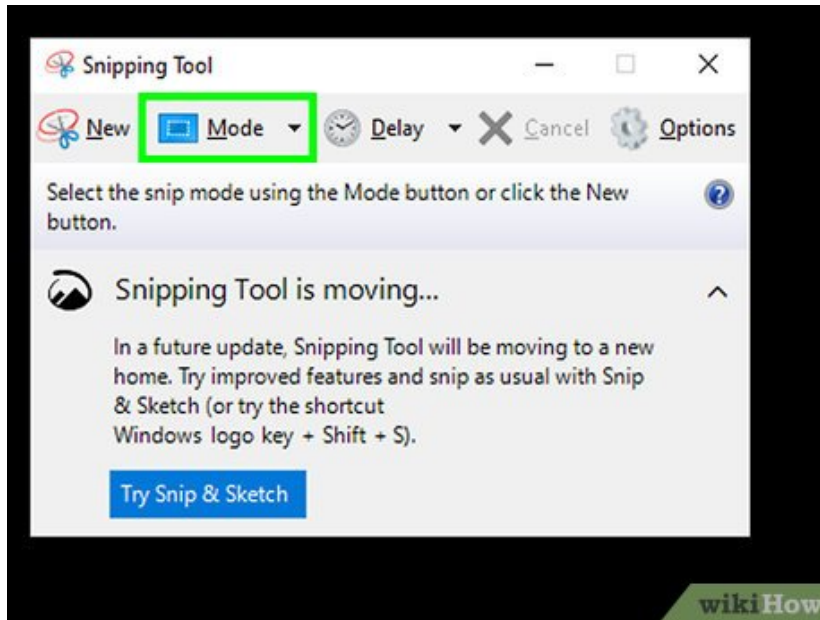 Snipping Tool
New Mode Delay Cancel Options
Select the snip mode using the Mode button or click the New
button.
Snipping Tool is moving...
In a future update, Snipping Tool will be moving to a new
home. Try improved features and snip as usual with Snip
& Sketch (or try the shortcut
Windows logo key + Shift + S).
Try Snip & Sketch
wikiHow